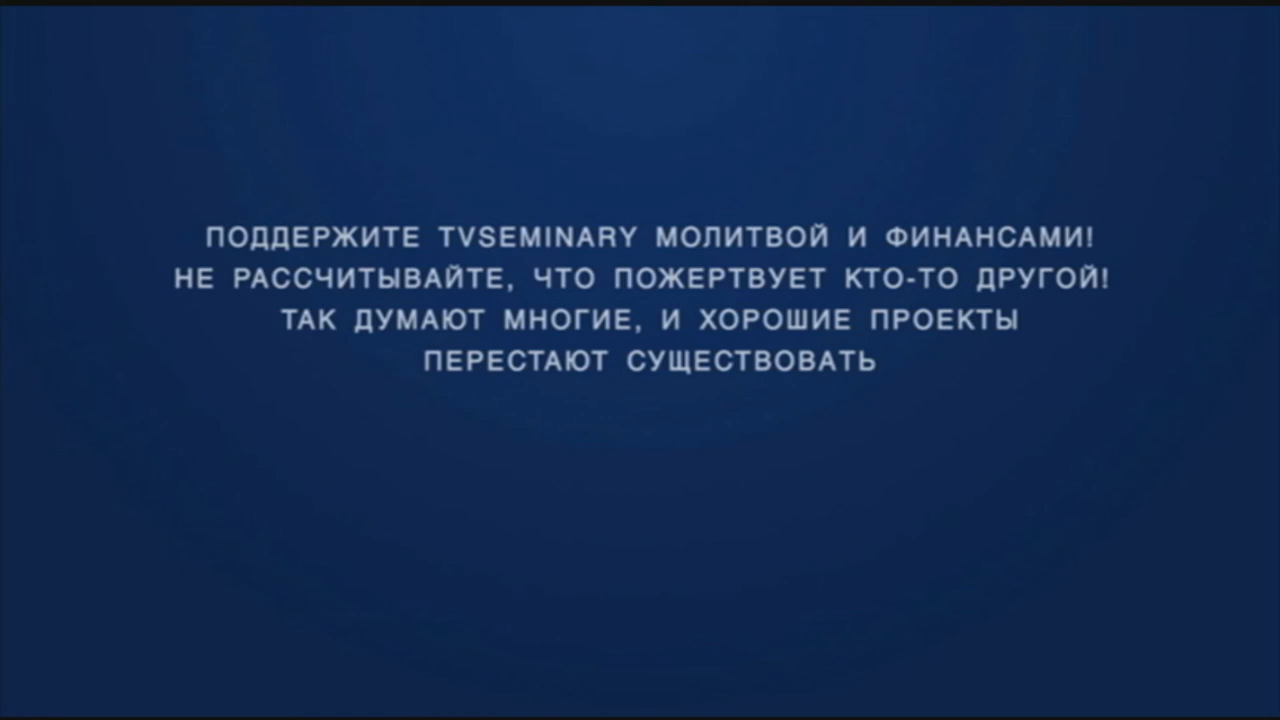 ПОДДЕРЖИТЕ TVSEMINARY МОЛИТВОЙ И ФИНАНСАМИ!
НЕ РАССЧИТЫВАЙТЕ, ЧТО ПОЖЕРТВУЕТ КТО-ТО ДРУГОЙ!
ТАК ДУМАЮТ МНОГИЕ, И ХОРОШИЕ ПРОЕКТЫ
ПЕРЕСТАЮТ СУЩЕСТВОВАТЬ